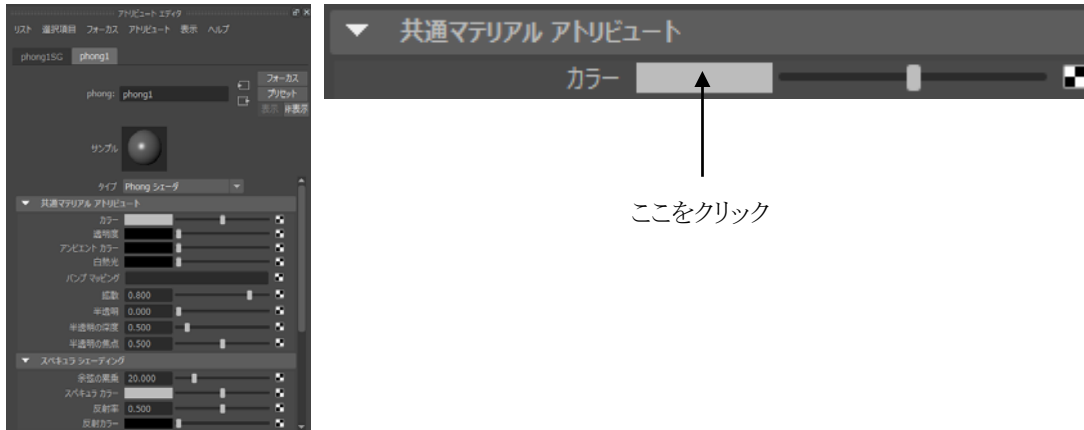 アトリビュート エディタ
リスト 選択項目 フォーカス アトリビュート 表示 ヘルプ
phong1SG phong1
フォーカス
phong: phong1
プリセット
表示 非表示
サンプル
タイプ Phong シェーダ
共通マテリアル アトリビュート
カラー
透明度
アンビエント カラー
白熱光
バンプ マッピング
拡散 0.800
半透明 0.000
半透明の深度 0.500
半透明の焦点 0.500
スペキュラ シェーディング
余弦の累乗 20.000
スペキュラ カラー
反射率 0.500
反射カラー
共通マテリアル アトリビュート
カラー
ここをクリック